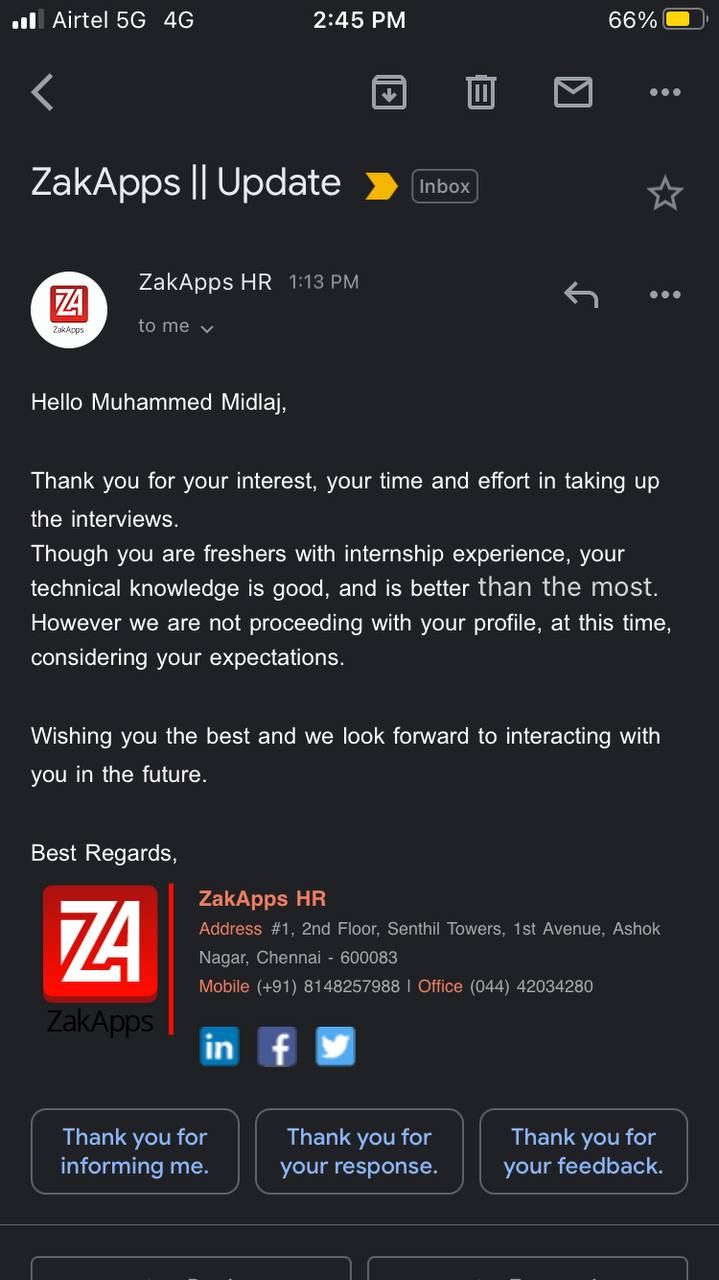 Airtel 5G 4G 2:45 PM 66%
ZakApps || Update Inbox
ZakApps HR 1:13 PM
to me
ZA
ZakApps
Hello Muhammed Midlaj,
Thank you for your interest, your time and effort in taking up
the interviews.
Though you are freshers with internship experience, your
technical knowledge is good, and is better than the most.
However we are not proceeding with your profile, at this time,
considering your expectations.
Wishing you the best and we look forward to interacting with
you in the future.
Best Regards,
ZA
ZakApps
ZakApps HR
Address #1, 2nd Floor, Senthil Towers, 1st Avenue, Ashok
Nagar, Chennai - 600083
Mobile (+91) 8148257988 | Office (044) 42034280
in f
Thank you for
informing me.
Thank you for
your response.
Thank you for
your feedback.